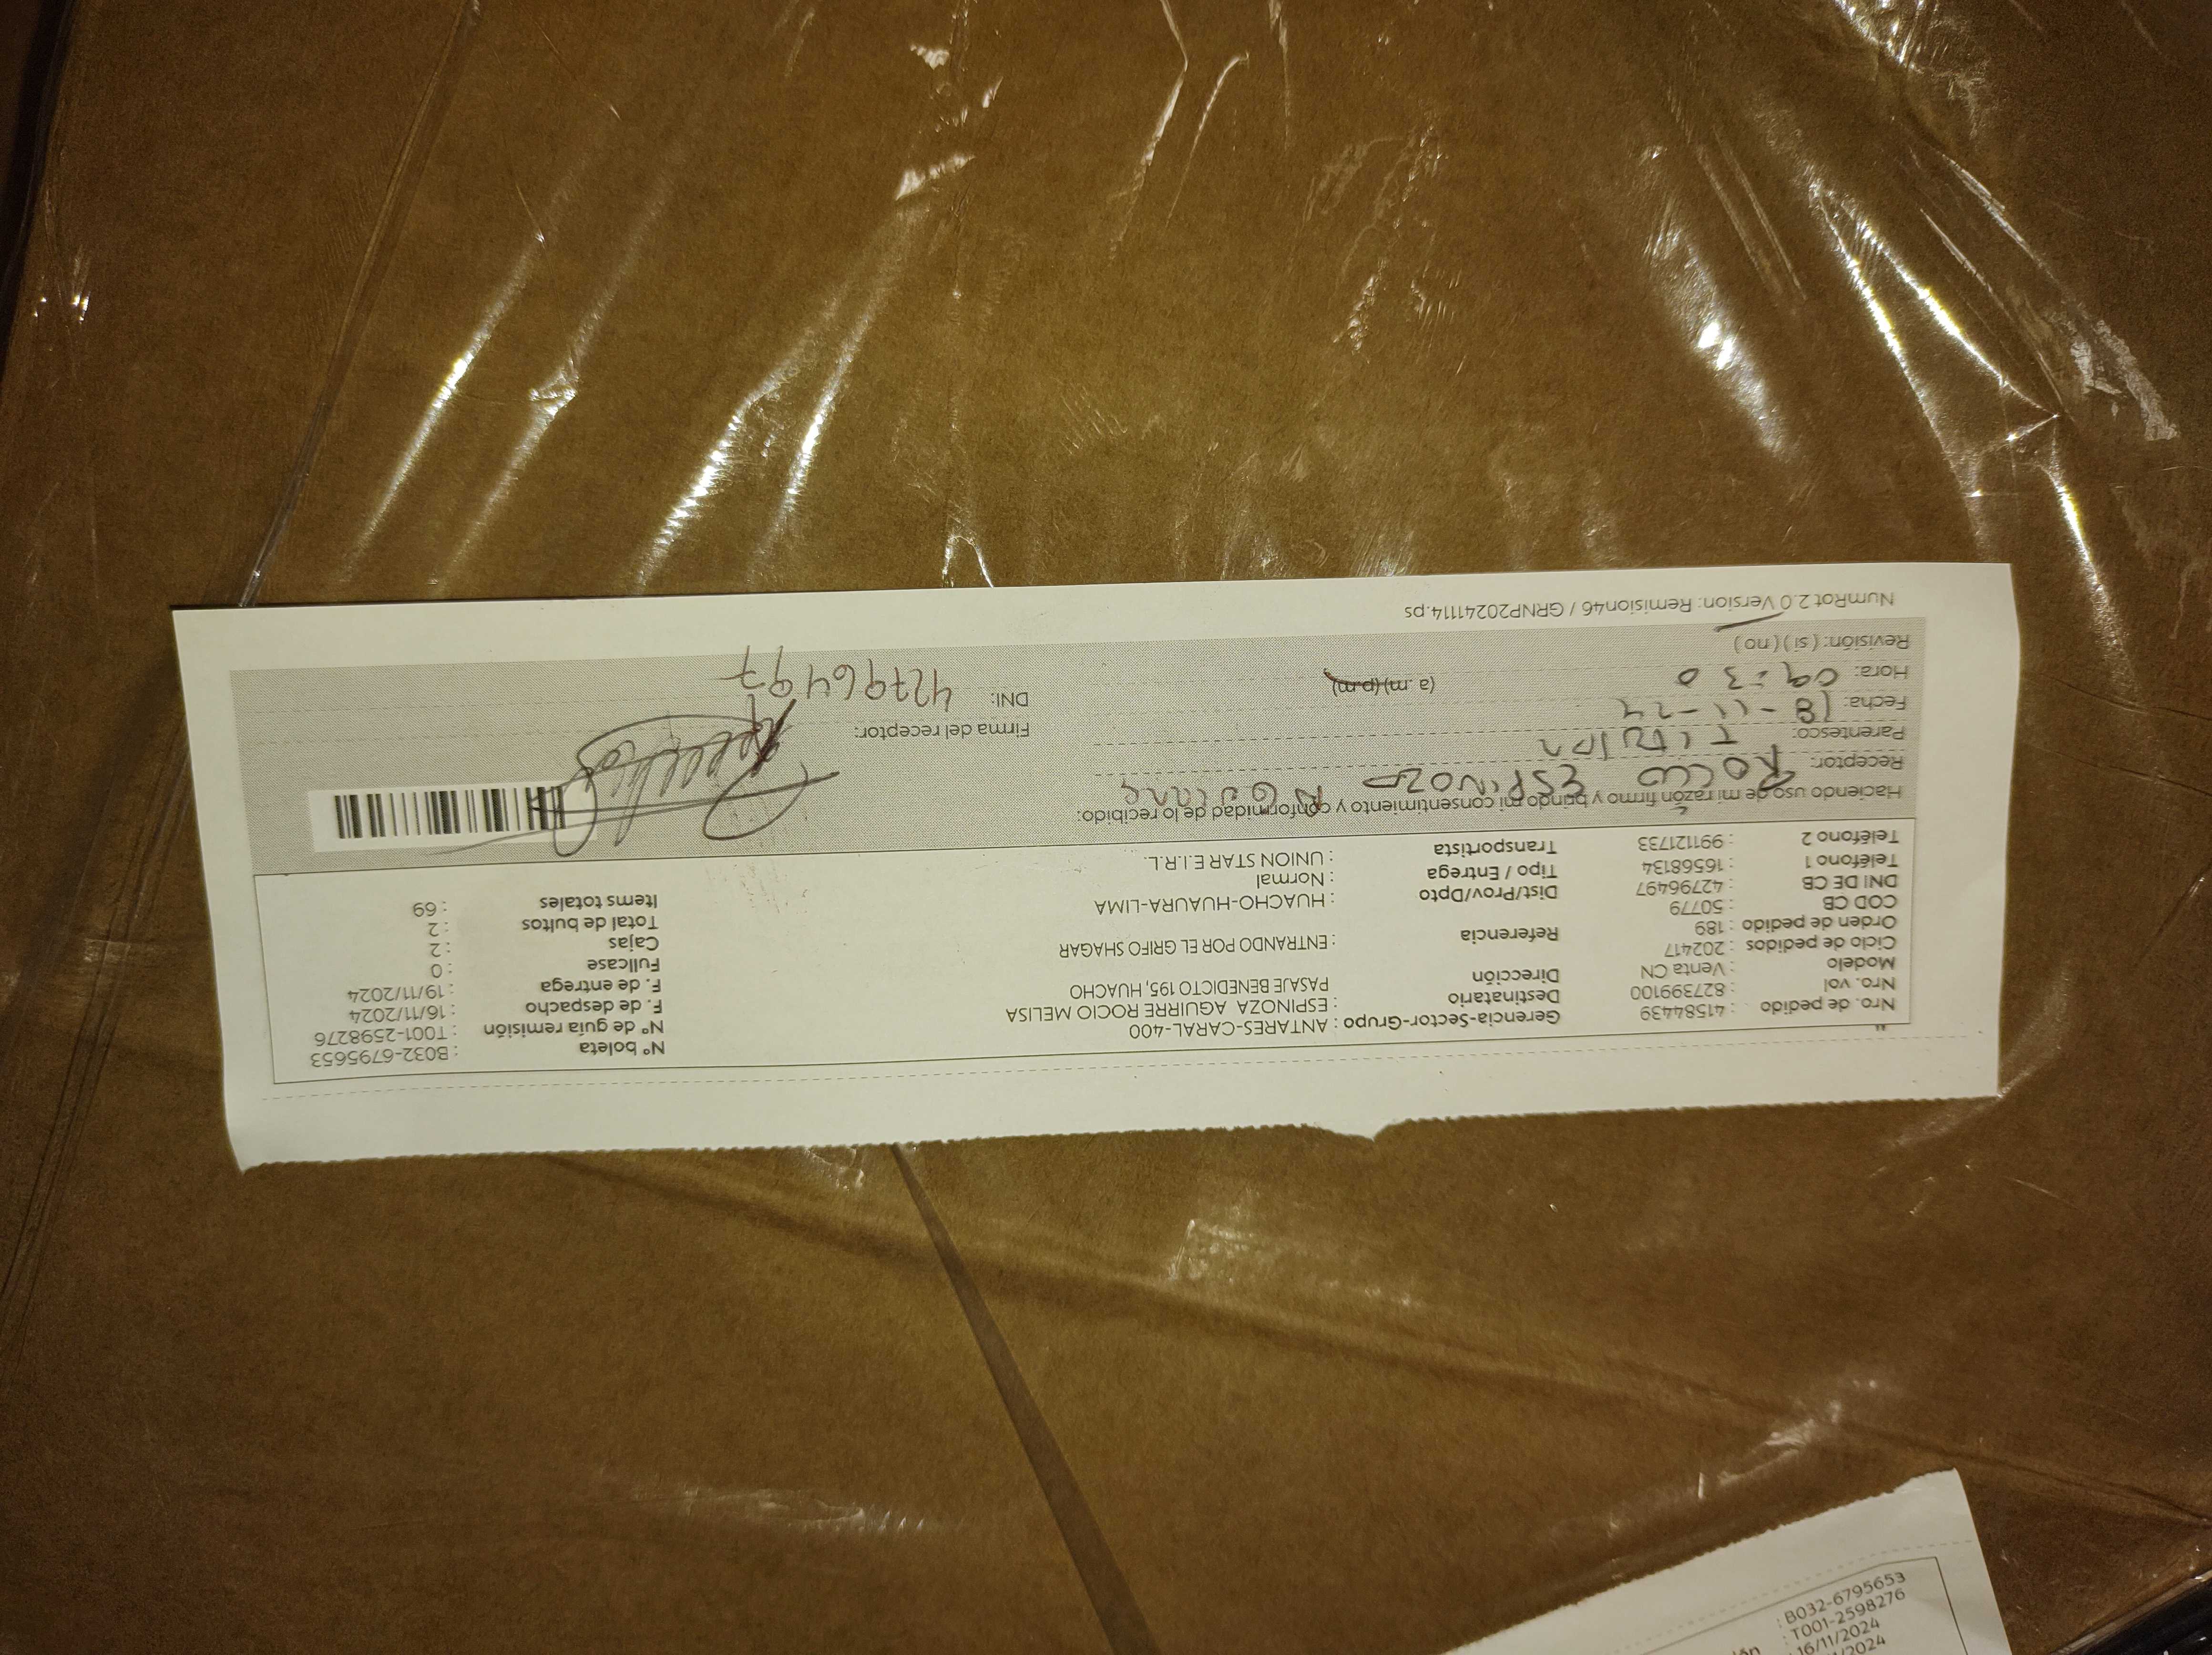 Nro. de pedido : 41584439 Gerencia-Sector-Grupo : ANTARES-CARAL-400 Nº boleta : B032-6795653
Nro. vol : 827399100 Destinatario : ESPINOZA AGUIRRE ROCIO MELISA Nº de guía remisión : T001-2598276
Modelo : Venta CN Dirección PASAJE BENEDICTO 195, HUACHO F. de despacho : 16/11/2024
Ciclo de pedidos : 202417 F. de entrega : 19/11/2024
Orden de pedido : 189 Referencia : ENTRANDO POR EL GRIFO SHAGAR Fullcase : 0
COD CB : 50779 Cajas : 2
DNI DE CB : 42796497 Dist/Prov/Dpto : HUACHO-HUAURA-LIMA Total de bultos : 2
Teléfono 1 : 16568134 Tipo / Entrega : Normal Items totales : 69
Teléfono 2 : 991121733 Transportista : UNION STAR E.I.R.L.
Haciendo uso de mi razón firmo y brindo mi consentimiento y conformidad de lo recibido:
Receptor: ROCIO ESPINOZA
Parentesco: TITULAR
Fecha: 18-11-24 Firma del receptor:
Hora: 09:30 (a.m) (p.m) DNI: 42796497
Revisión: ( si ) ( no )
NumRot 2.0 Version: Remision46 / GRNP20241114.ps
: B032-6795653
: T001-2598276
: 16/11/2024
/2024